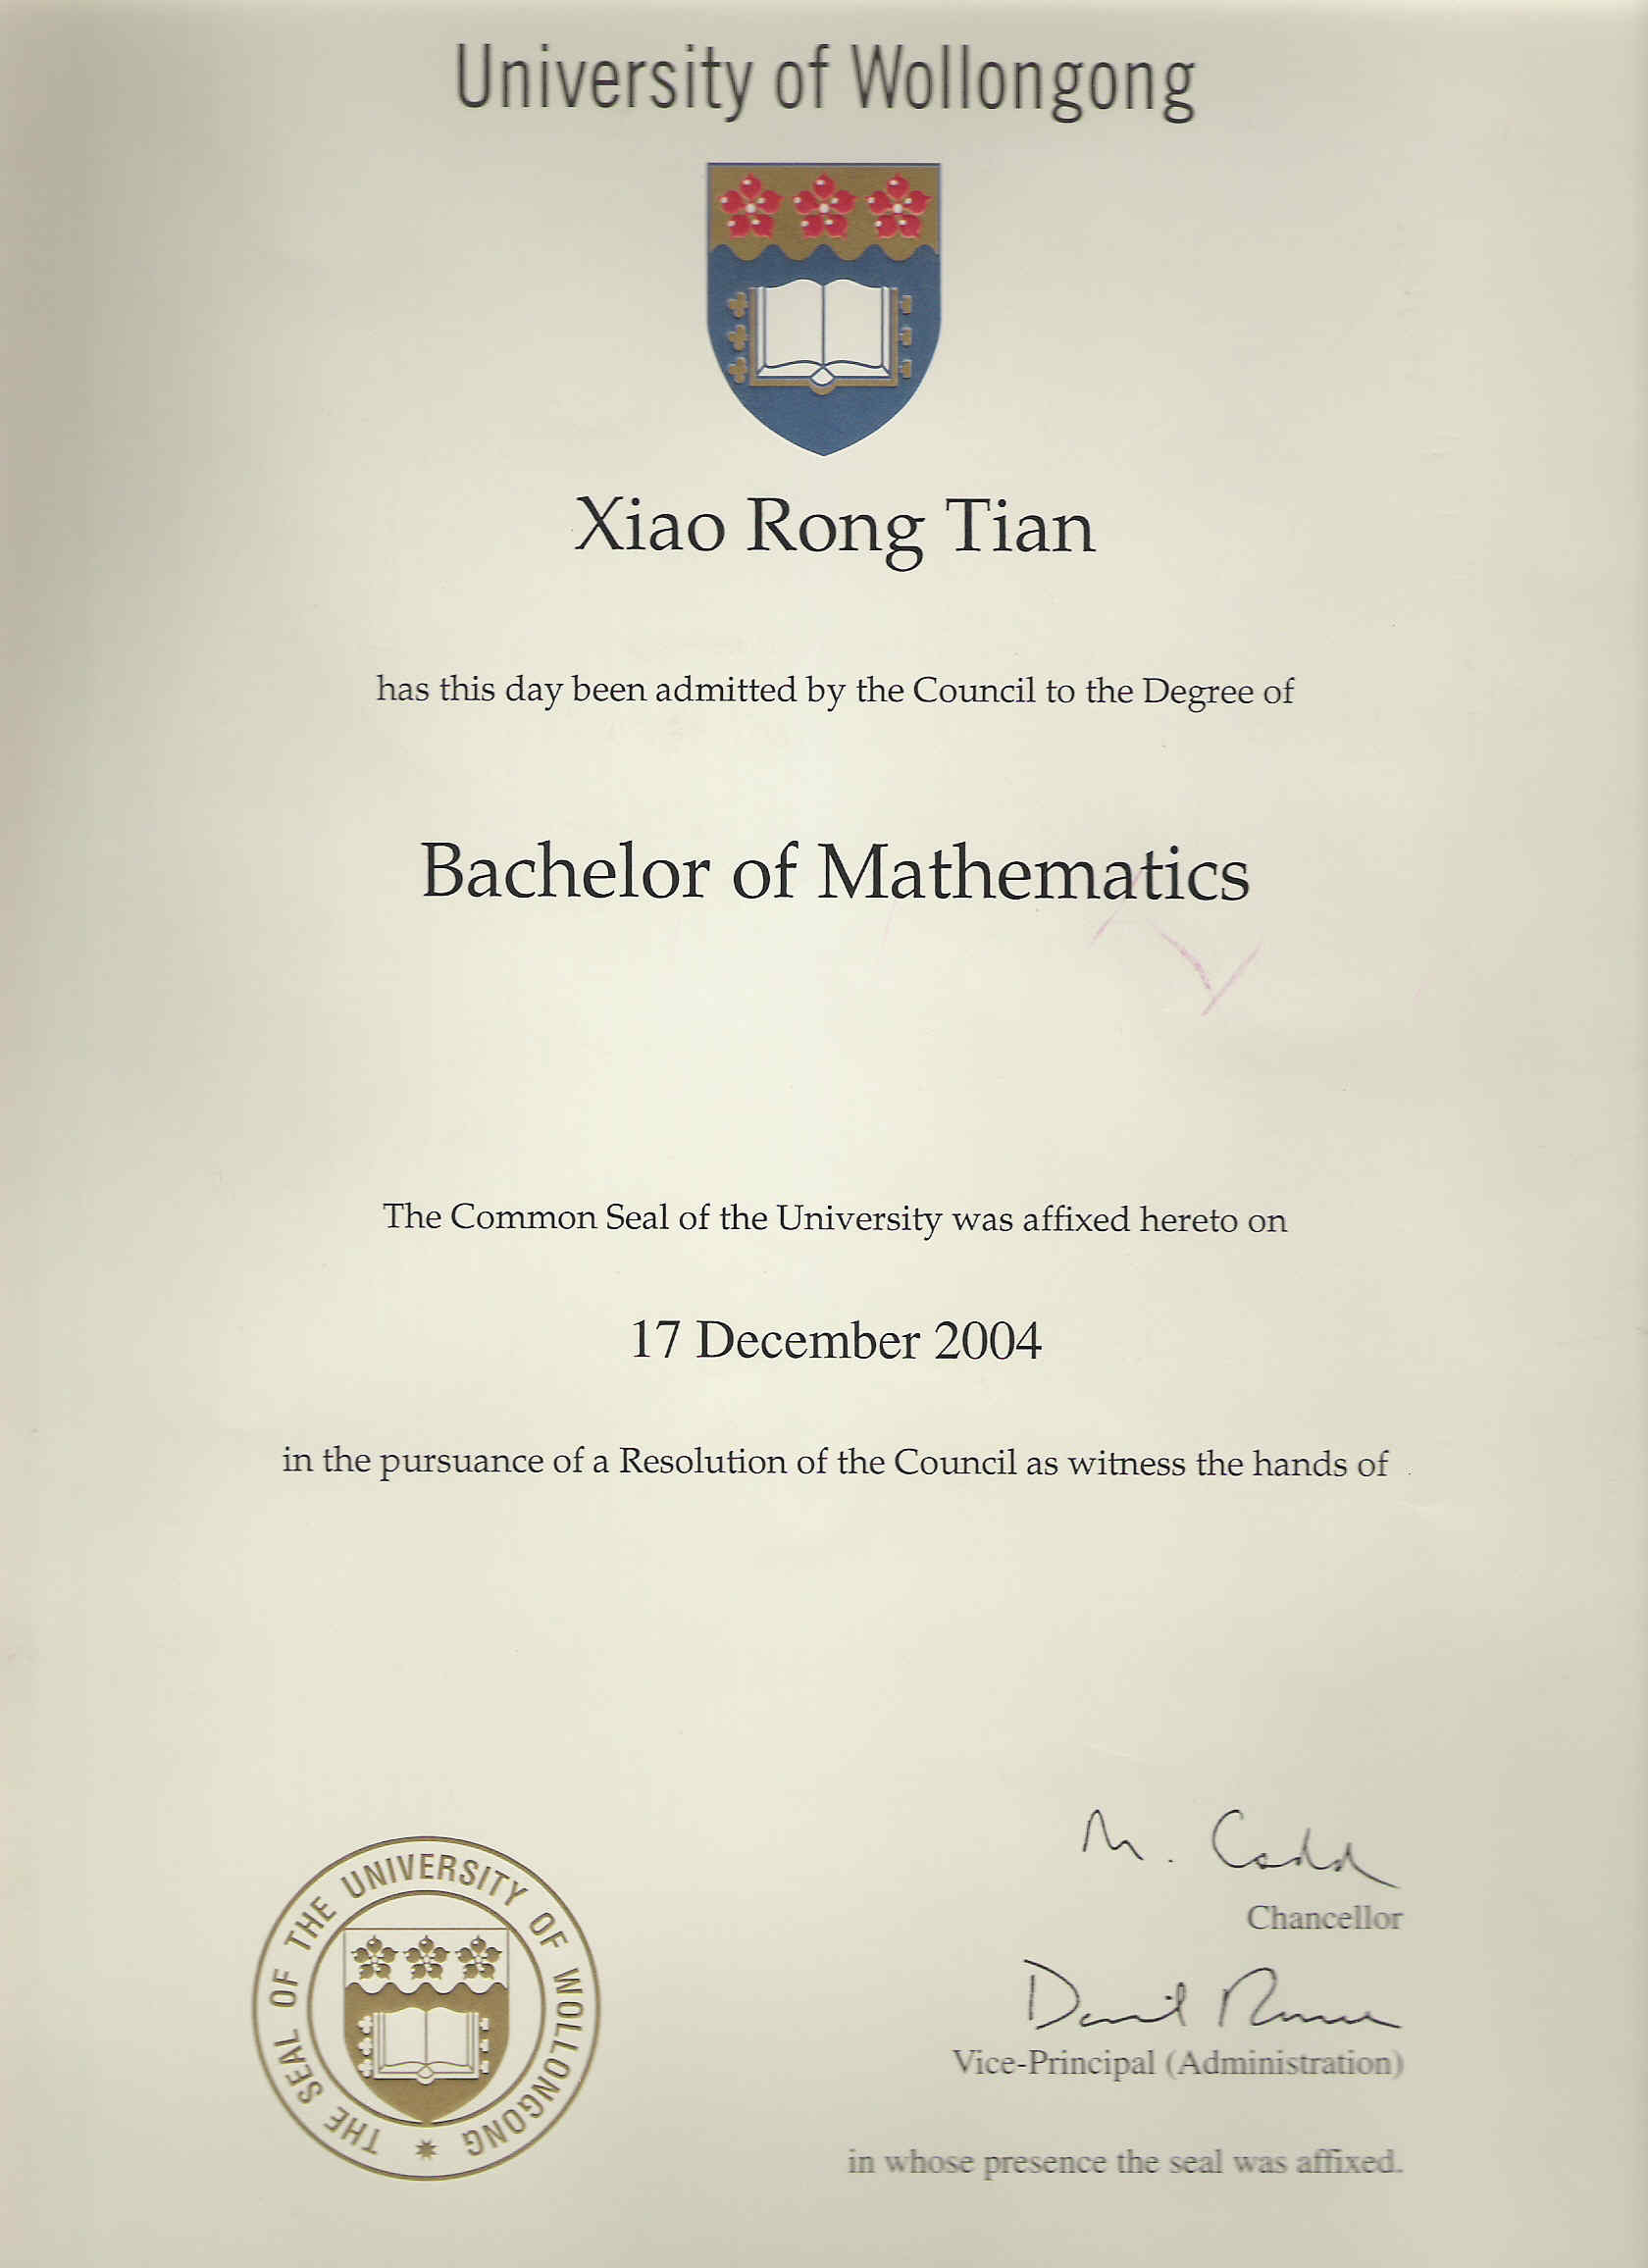 University of Wollongong
Xiao Rong Tian
has this day been admitted by the Council to the Degree of
Bachelor of Mathematics
The Common Seal of the University was affixed hereto on
17 December 2004
in the pursuance of a Resolution of the Council as witness the hands of
M. Codd
Chancellor
David
Vice-Principal (Administration)
in whose presence the seal was affixed.
THE SEAL OF THE UNIVERSITY OF WOLLONGONG